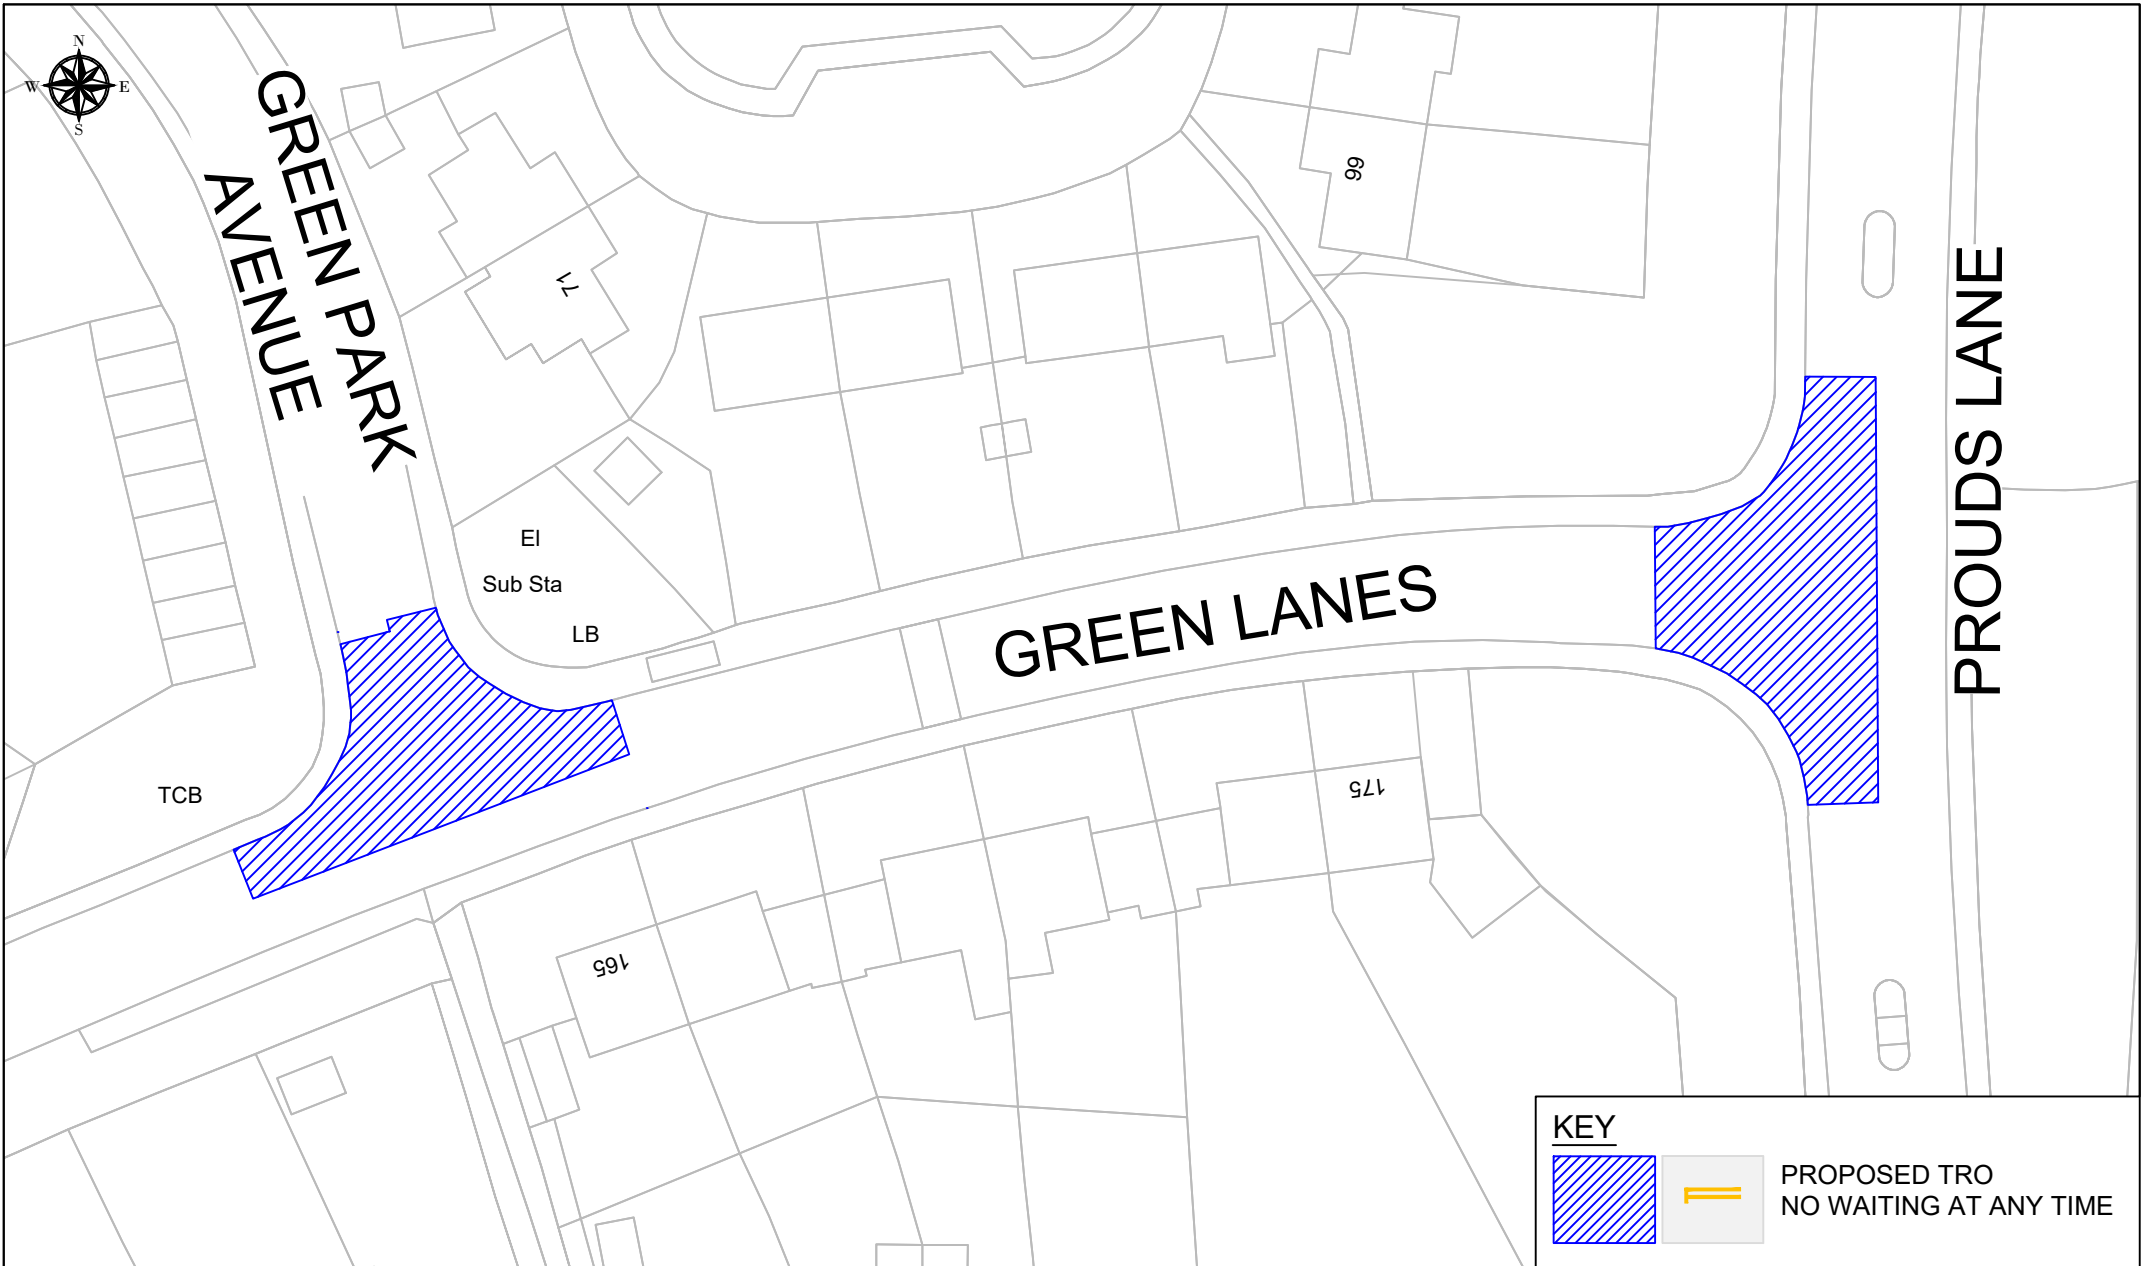 N
W E
S
GREEN PARK
AVENUE
71
99
PROUDS LANE
El
Sub Sta
LB
GREEN LANES
TCB
175
165
KEY
PROPOSED TRO
NO WAITING AT ANY TIME